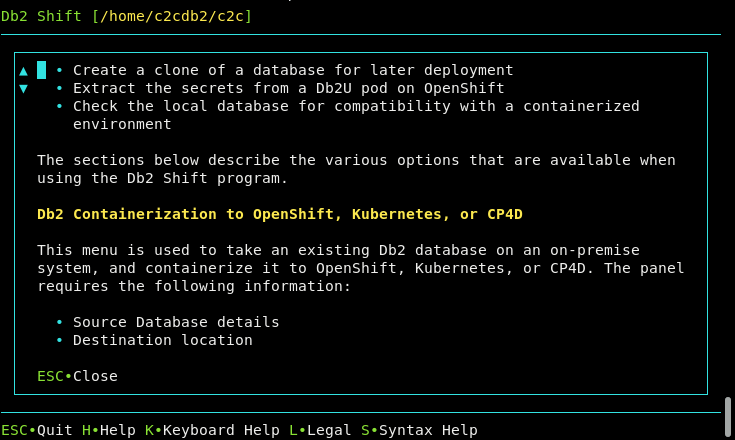 Db2 Shift [/home/c2cdb2/c2c]
▲ • Create a clone of a database for later deployment
▼ • Extract the secrets from a Db2U pod on OpenShift
• Check the local database for compatibility with a containerized
environment
The sections below describe the various options that are available when
using the Db2 Shift program.
Db2 Containerization to OpenShift, Kubernetes, or CP4D
This menu is used to take an existing Db2 database on an on-premise
system, and containerize it to OpenShift, Kubernetes, or CP4D. The panel
requires the following information:
• Source Database details
• Destination location
ESC•Close
ESC•Quit H•Help K•Keyboard Help L•Legal S•Syntax Help